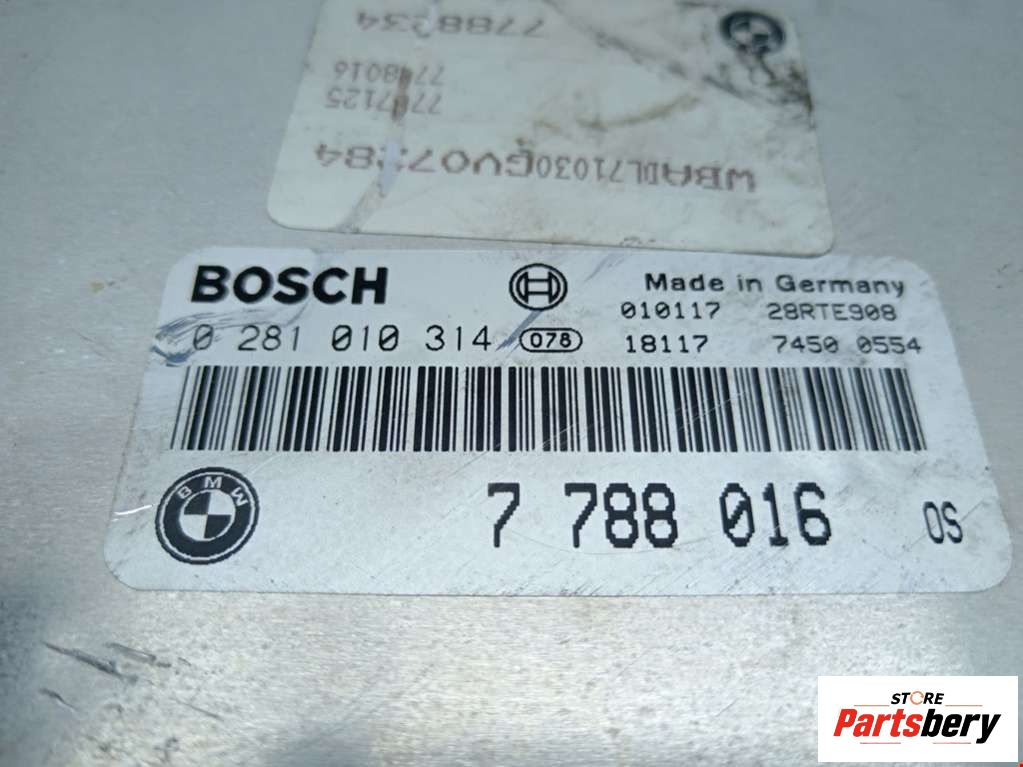 7788234
7788016
7787125
BOSCH
Made in Germany
0 281 010 314 078
010117 28RTE908
18117 7450 0554
BMW
7 788 016 OS
STORE
Partsbery